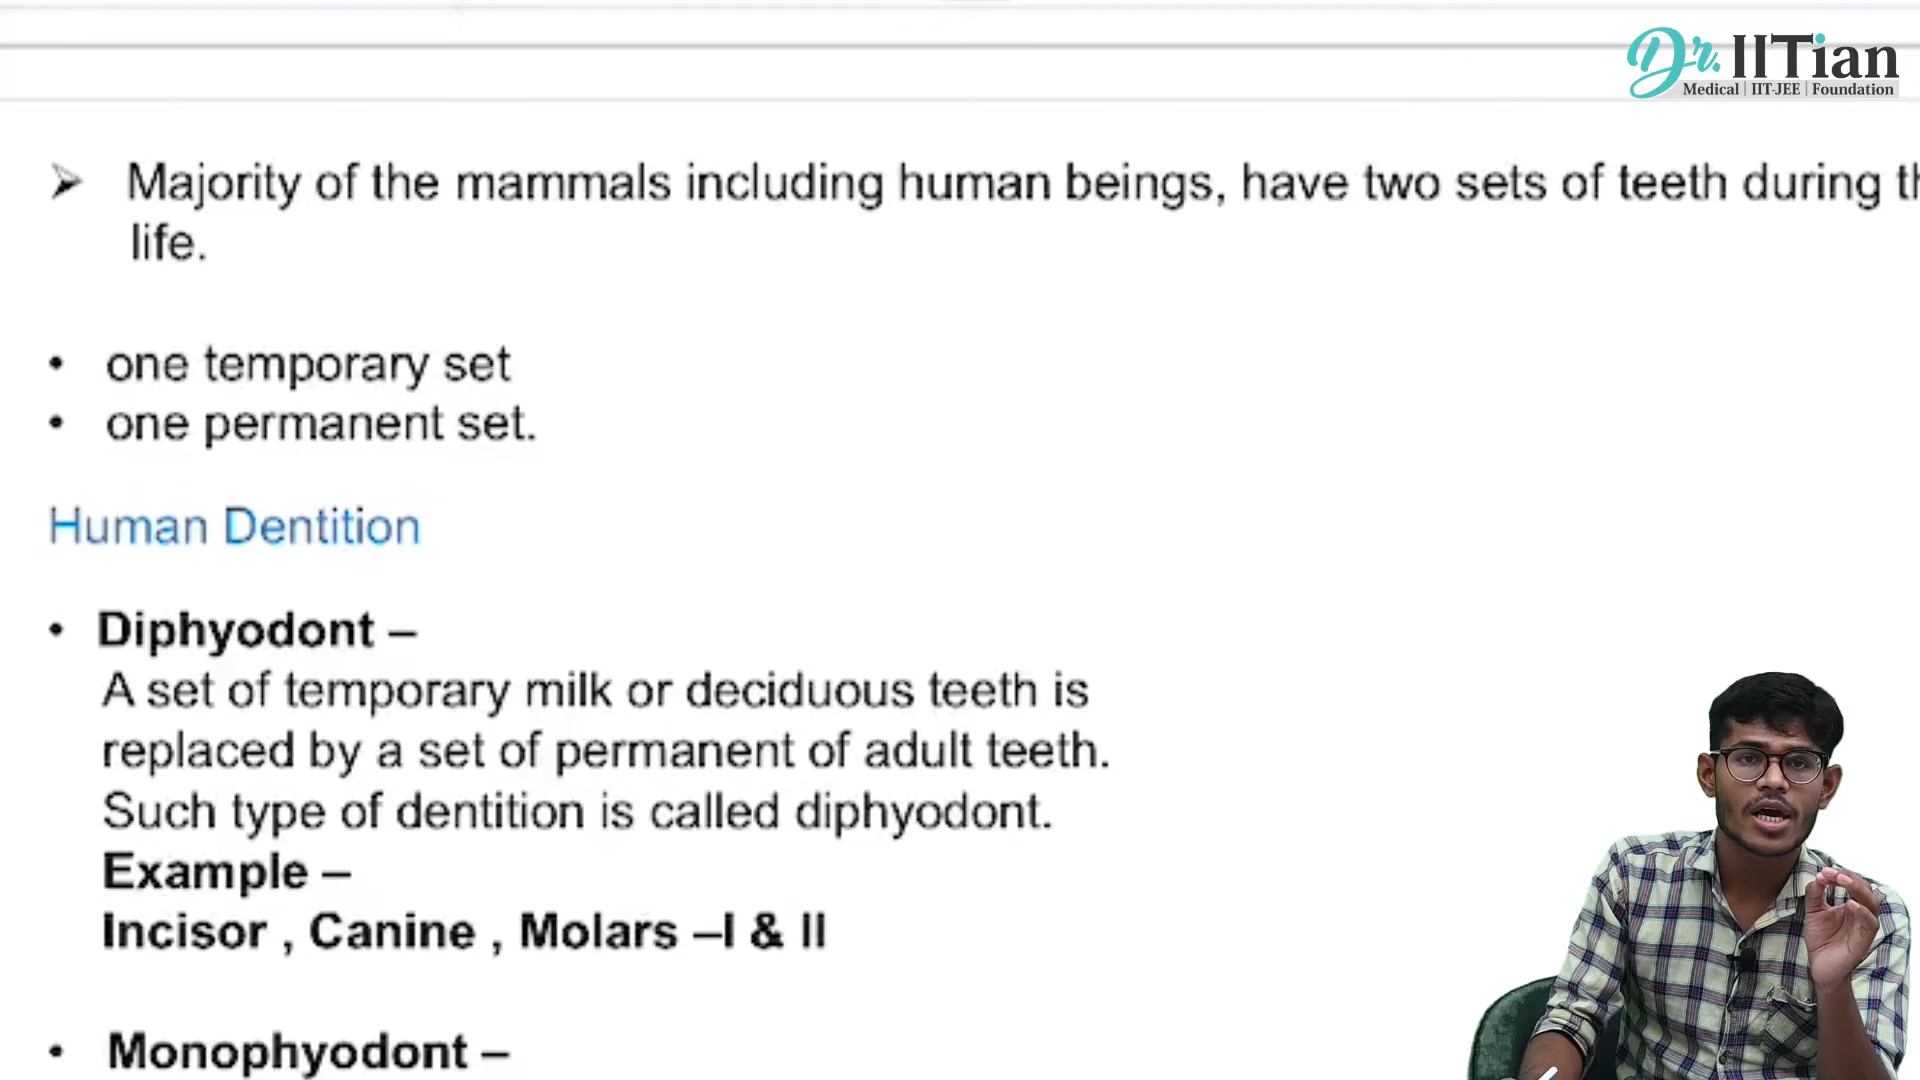 Dr. IITian
Medical | IIT-JEE | Foundation
➤ Majority of the mammals including human beings, have two sets of teeth during th
life.
• one temporary set
• one permanent set.
Human Dentition
• Diphyodont –
A set of temporary milk or deciduous teeth is
replaced by a set of permanent of adult teeth.
Such type of dentition is called diphyodont.
Example –
Incisor , Canine , Molars –I & II
• Monophyodont –